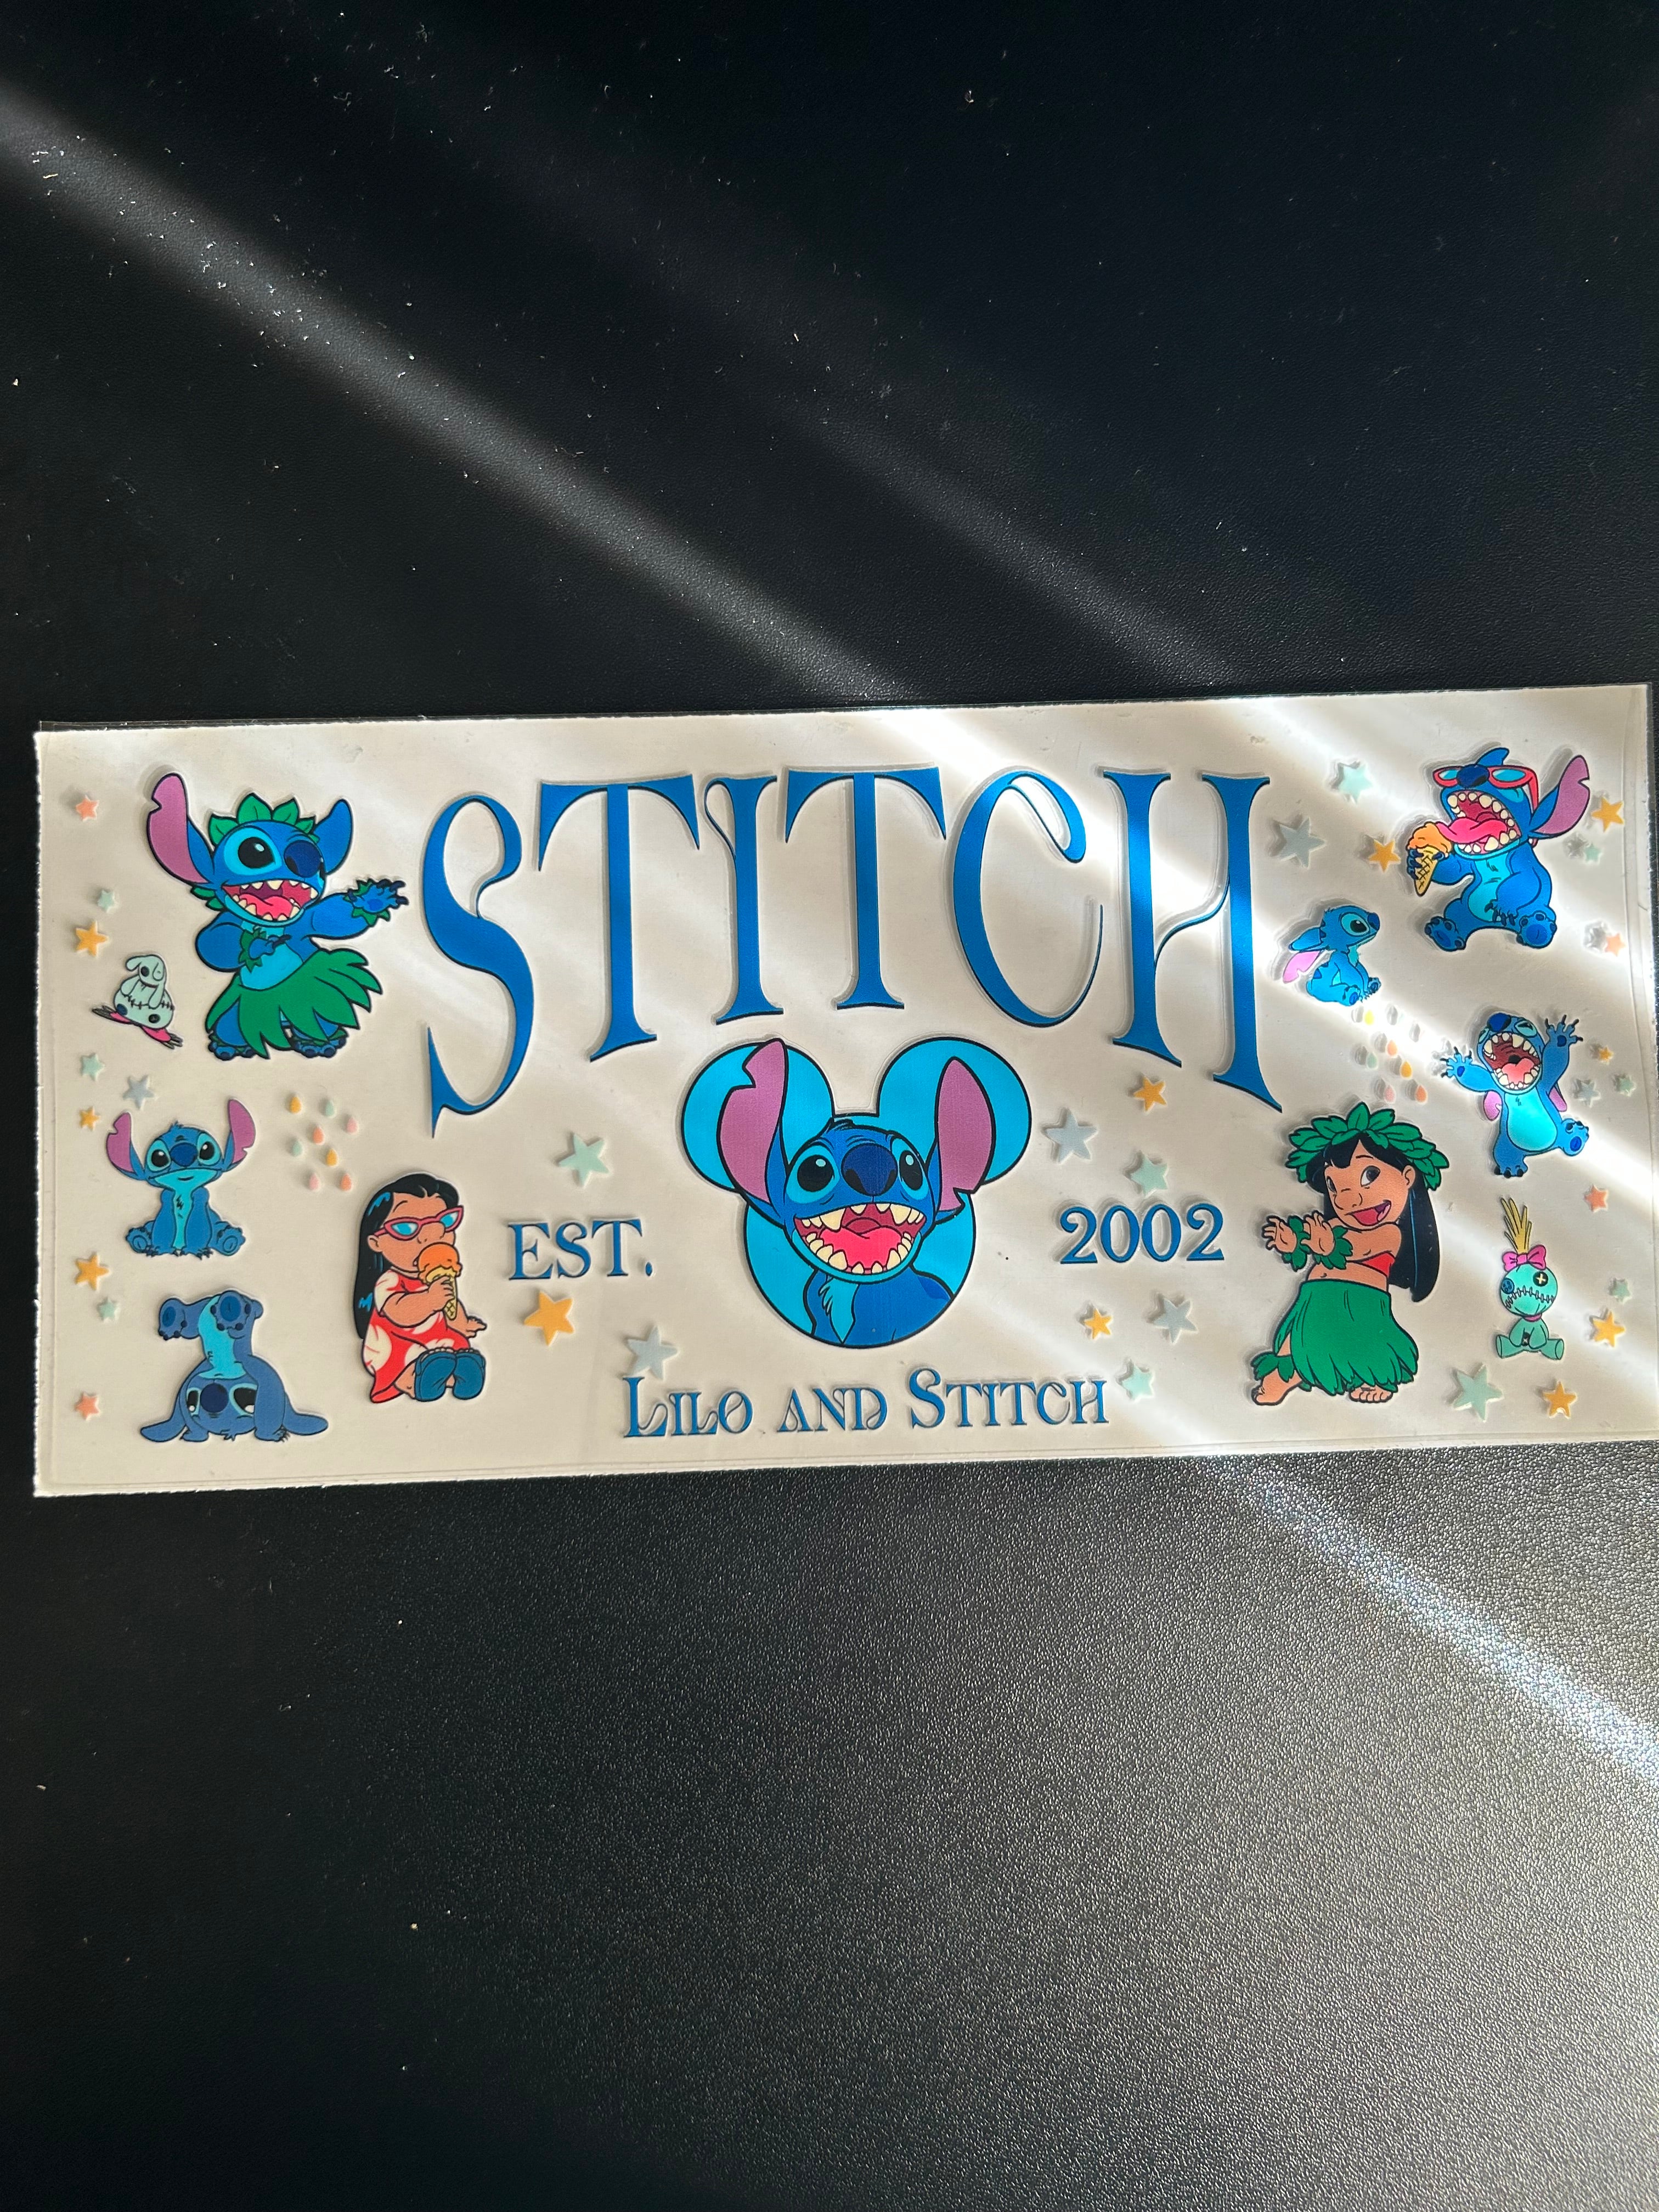 STITCH
EST. 2002
LILO AND STITCH